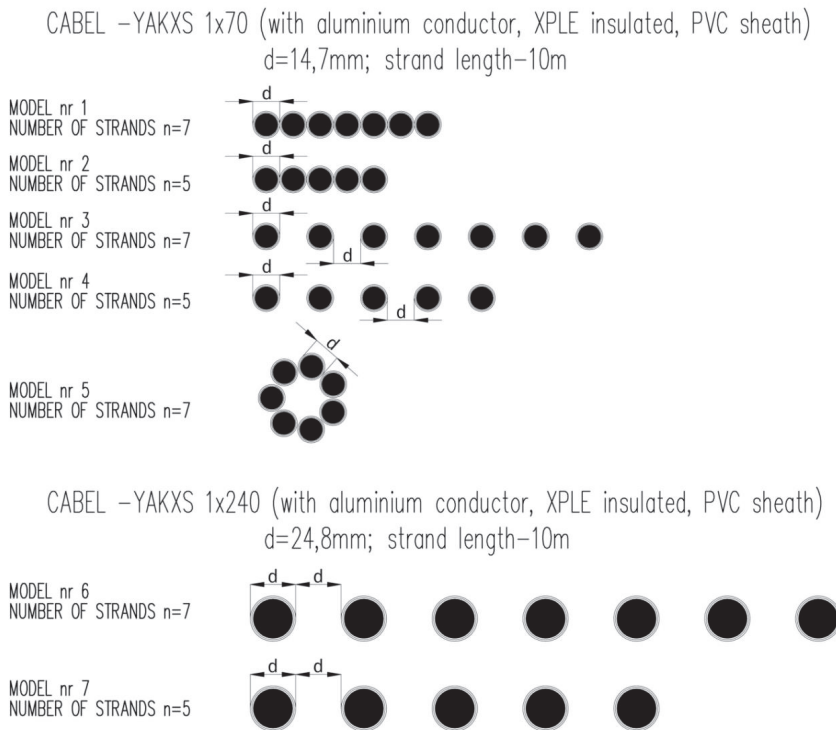 CABEL -YAKXS 1x70 (with aluminium conductor, XPLE insulated, PVC sheath)
d=14,7mm; strand length-10m
d
MODEL nr 1
NUMBER OF STRANDS n=7
d
MODEL nr 2
NUMBER OF STRANDS n=5
d
MODEL nr 3
NUMBER OF STRANDS n=7
d
d
MODEL nr 4
NUMBER OF STRANDS n=5
d
d
MODEL nr 5
NUMBER OF STRANDS n=7
CABEL -YAKXS 1x240 (with aluminium conductor, XPLE insulated, PVC sheath)
d=24,8mm; strand length-10m
d d
MODEL nr 6
NUMBER OF STRANDS n=7
d d
MODEL nr 7
NUMBER OF STRANDS n=5